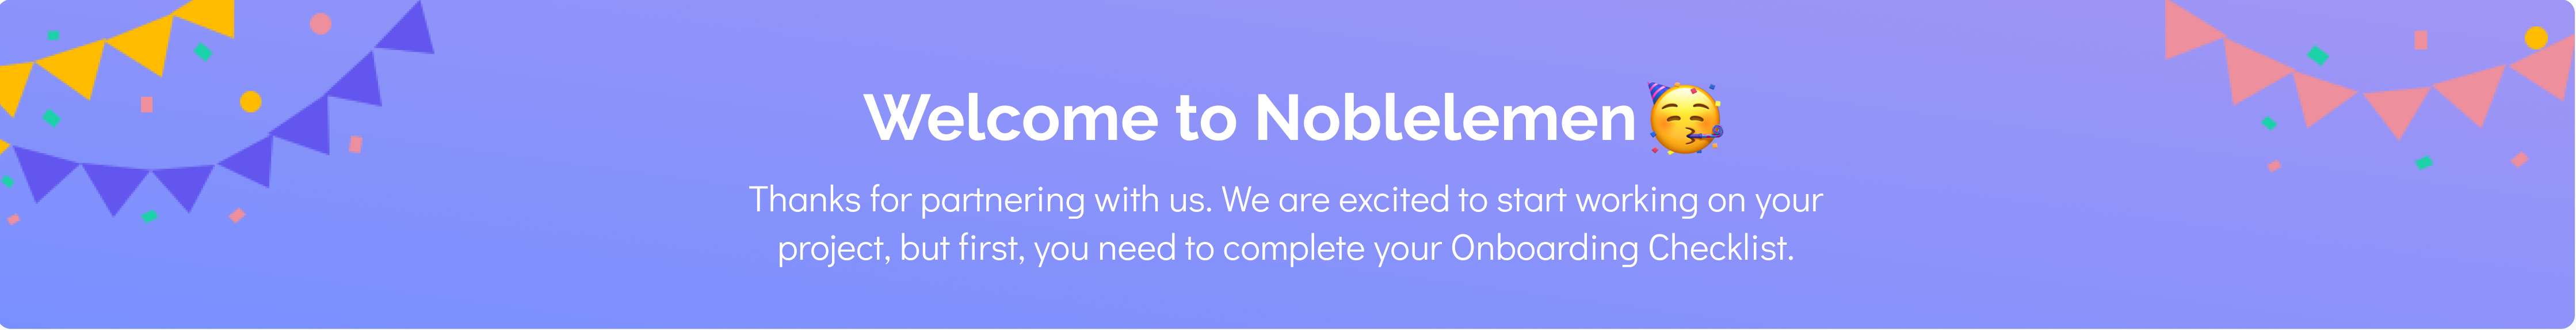 Welcome to Noblelemen 🥳
Thanks for partnering with us. We are excited to start working on your
project, but first, you need to complete your Onboarding Checklist.